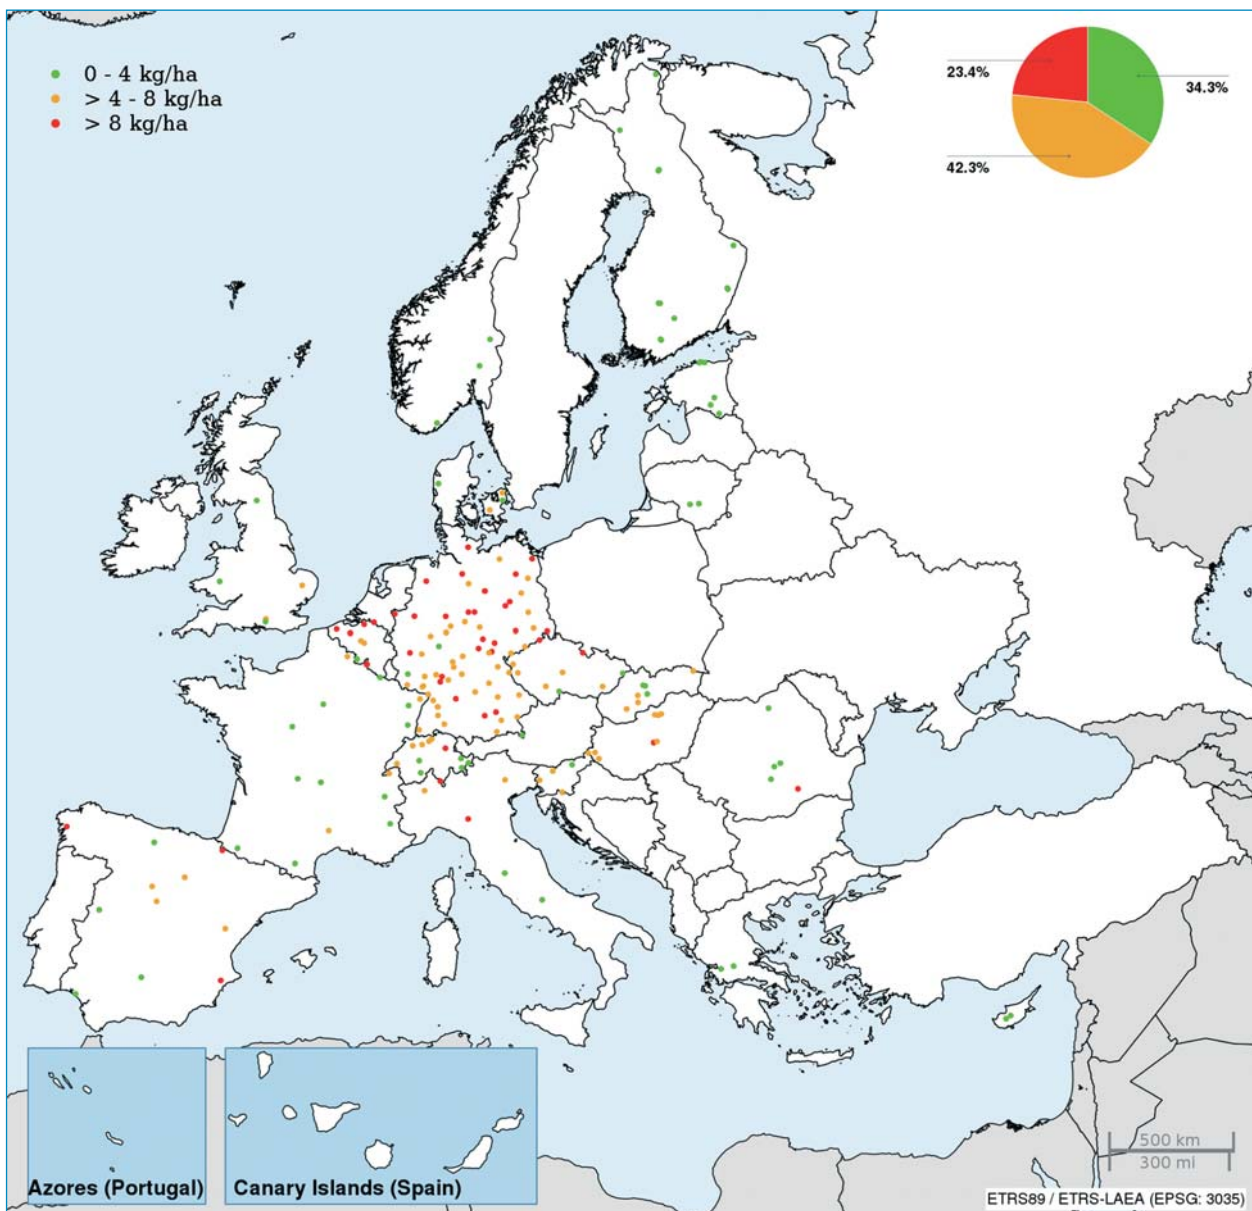 0 - 4 kg/ha
> 4 - 8 kg/ha
> 8 kg/ha
23.4%
34.3%
42.3%
Azores (Portugal)
Canary Islands (Spain)
500 km
300 mi
ETRS89 / ETRS-LAEA (EPSG: 3035)